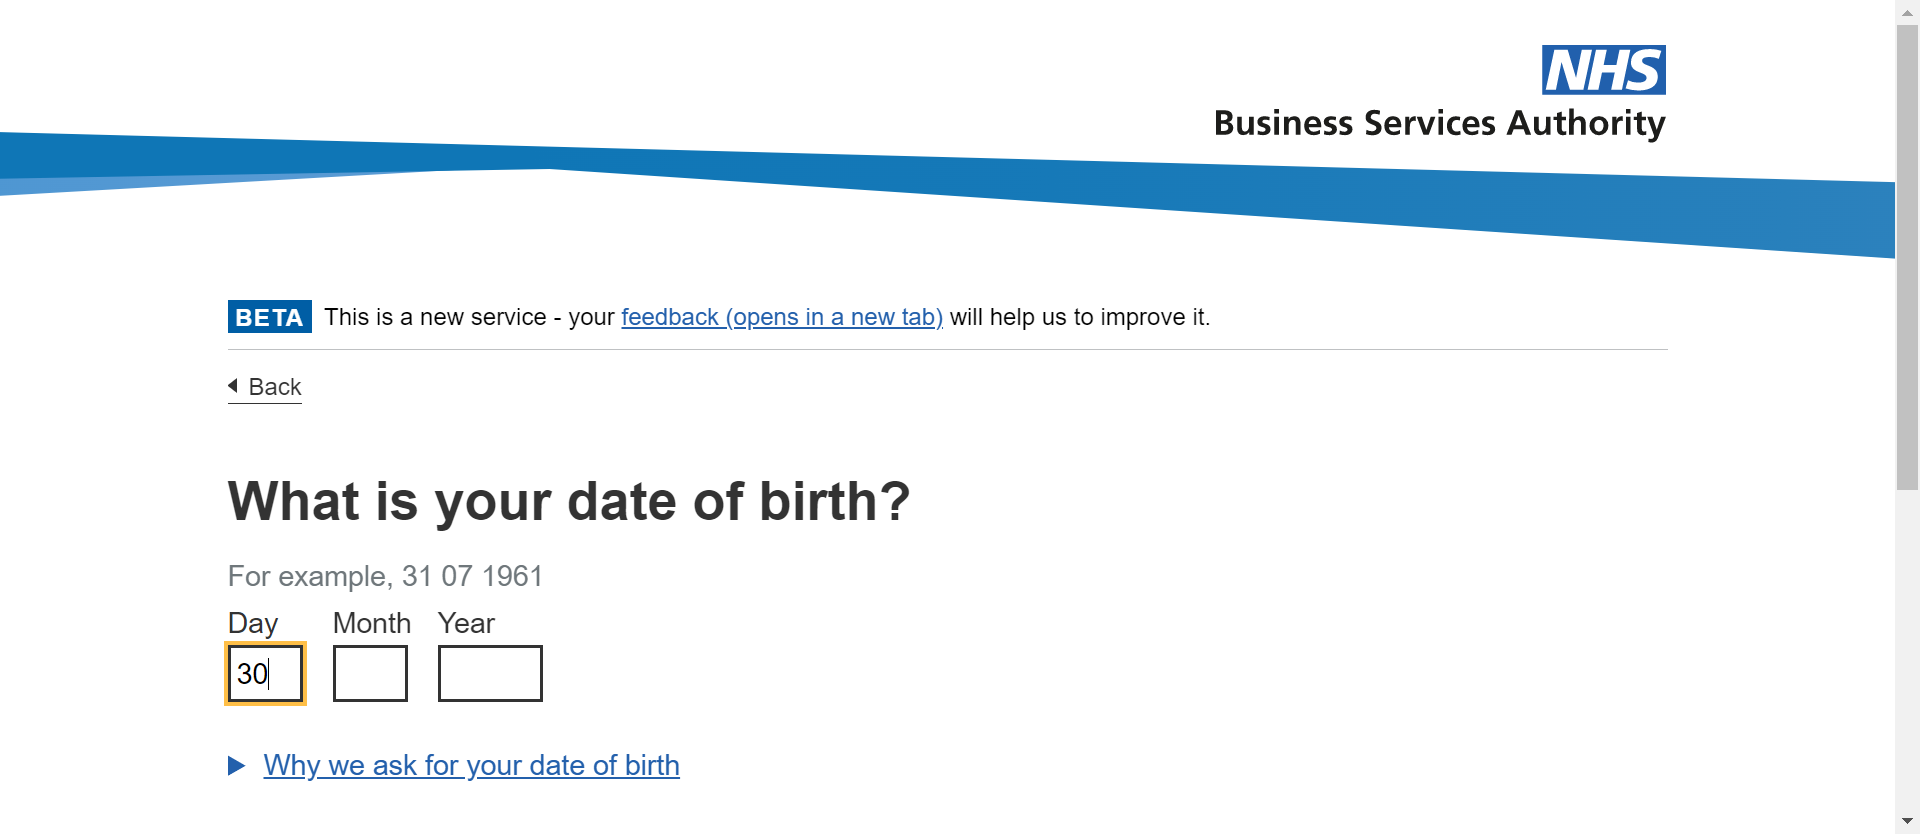 NHS
Business Services Authority
BETA This is a new service - your feedback (opens in a new tab) will help us to improve it.
Back
What is your date of birth?
For example, 31 07 1961
Day Month Year
30
Why we ask for your date of birth